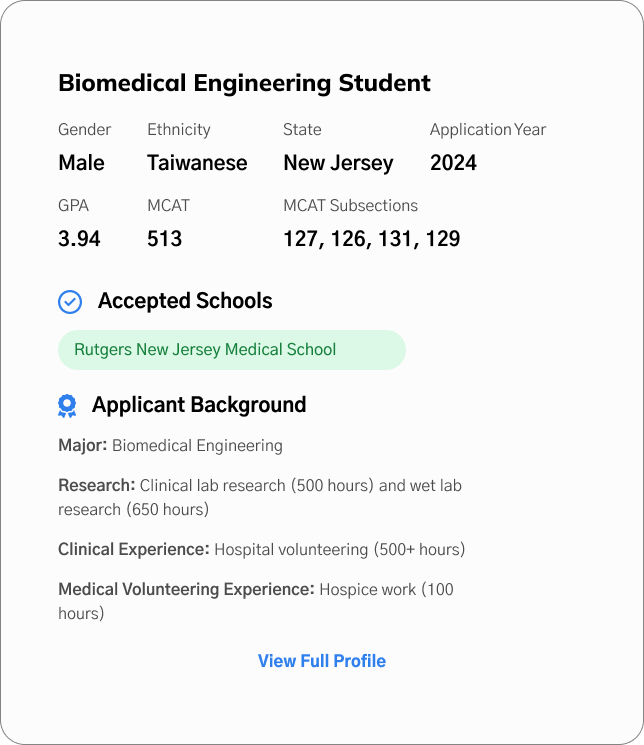 Biomedical Engineering Student
Gender Ethnicity State Application Year
Male Taiwanese New Jersey 2024
GPA MCAT MCAT Subsections
3.94 513 127, 126, 131, 129
Accepted Schools
Rutgers New Jersey Medical School
Applicant Background
Major: Biomedical Engineering
Research: Clinical lab research (500 hours) and wet lab
research (650 hours)
Clinical Experience: Hospital volunteering (500+ hours)
Medical Volunteering Experience: Hospice work (100
hours)
View Full Profile